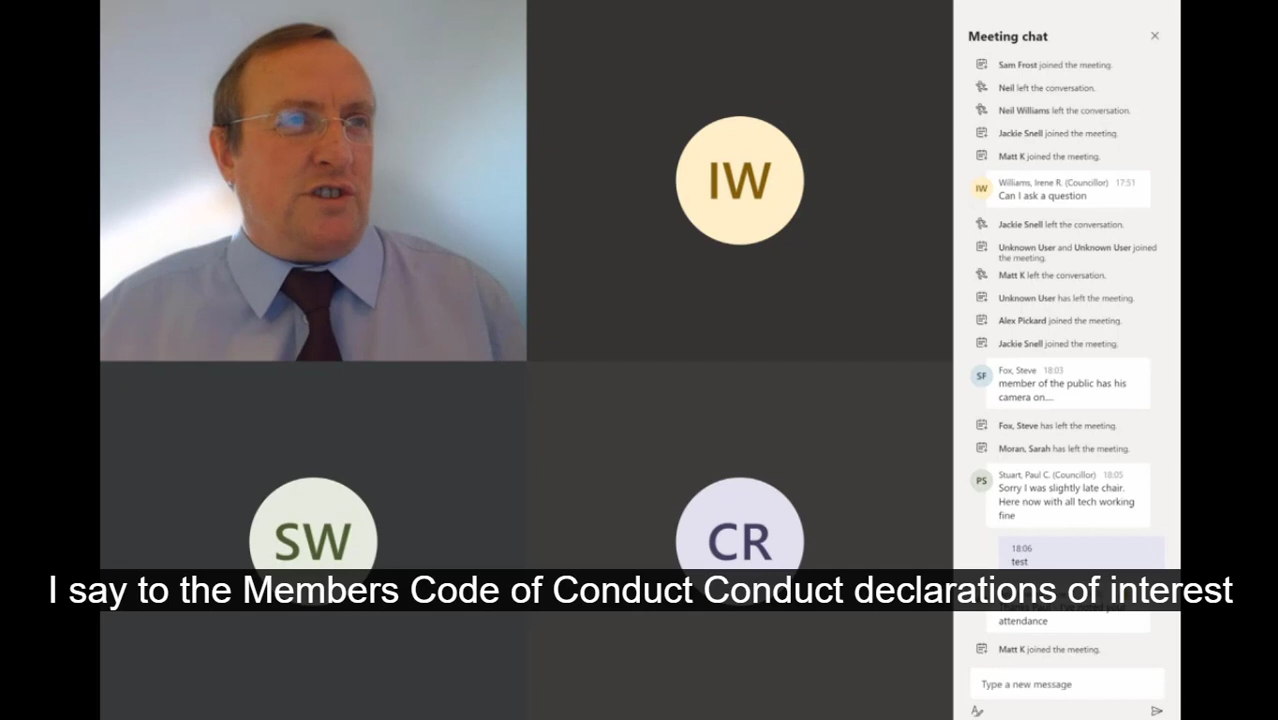 Meeting chat
Sam Frost joined the meeting.
Neil left the conversation.
Neil Williams left the conversation.
Jackie Snell joined the meeting.
Matt K joined the meeting.
IW
Williams, Irene R. (Councillor) 17:51
Can I ask a question
Jackie Snell left the conversation.
Unknown User and Unknown User joined
the meeting.
Matt K left the conversation.
Unknown User has left the meeting.
Alex Pickard joined the meeting.
Jackie Snell joined the meeting.
SF
Fox, Steve 18:03
member of the public has his
camera on....
Fox, Steve has left the meeting.
Moran, Sarah has left the meeting.
PS
Stuart, Paul C. (Councillor) 18:05
Sorry I was slightly late chair.
Here now with all tech working
fine
18:06
test
attendance
Matt K joined the meeting.
Type a new message
IW
SW
CR
I say to the Members Code of Conduct Conduct declarations of interest